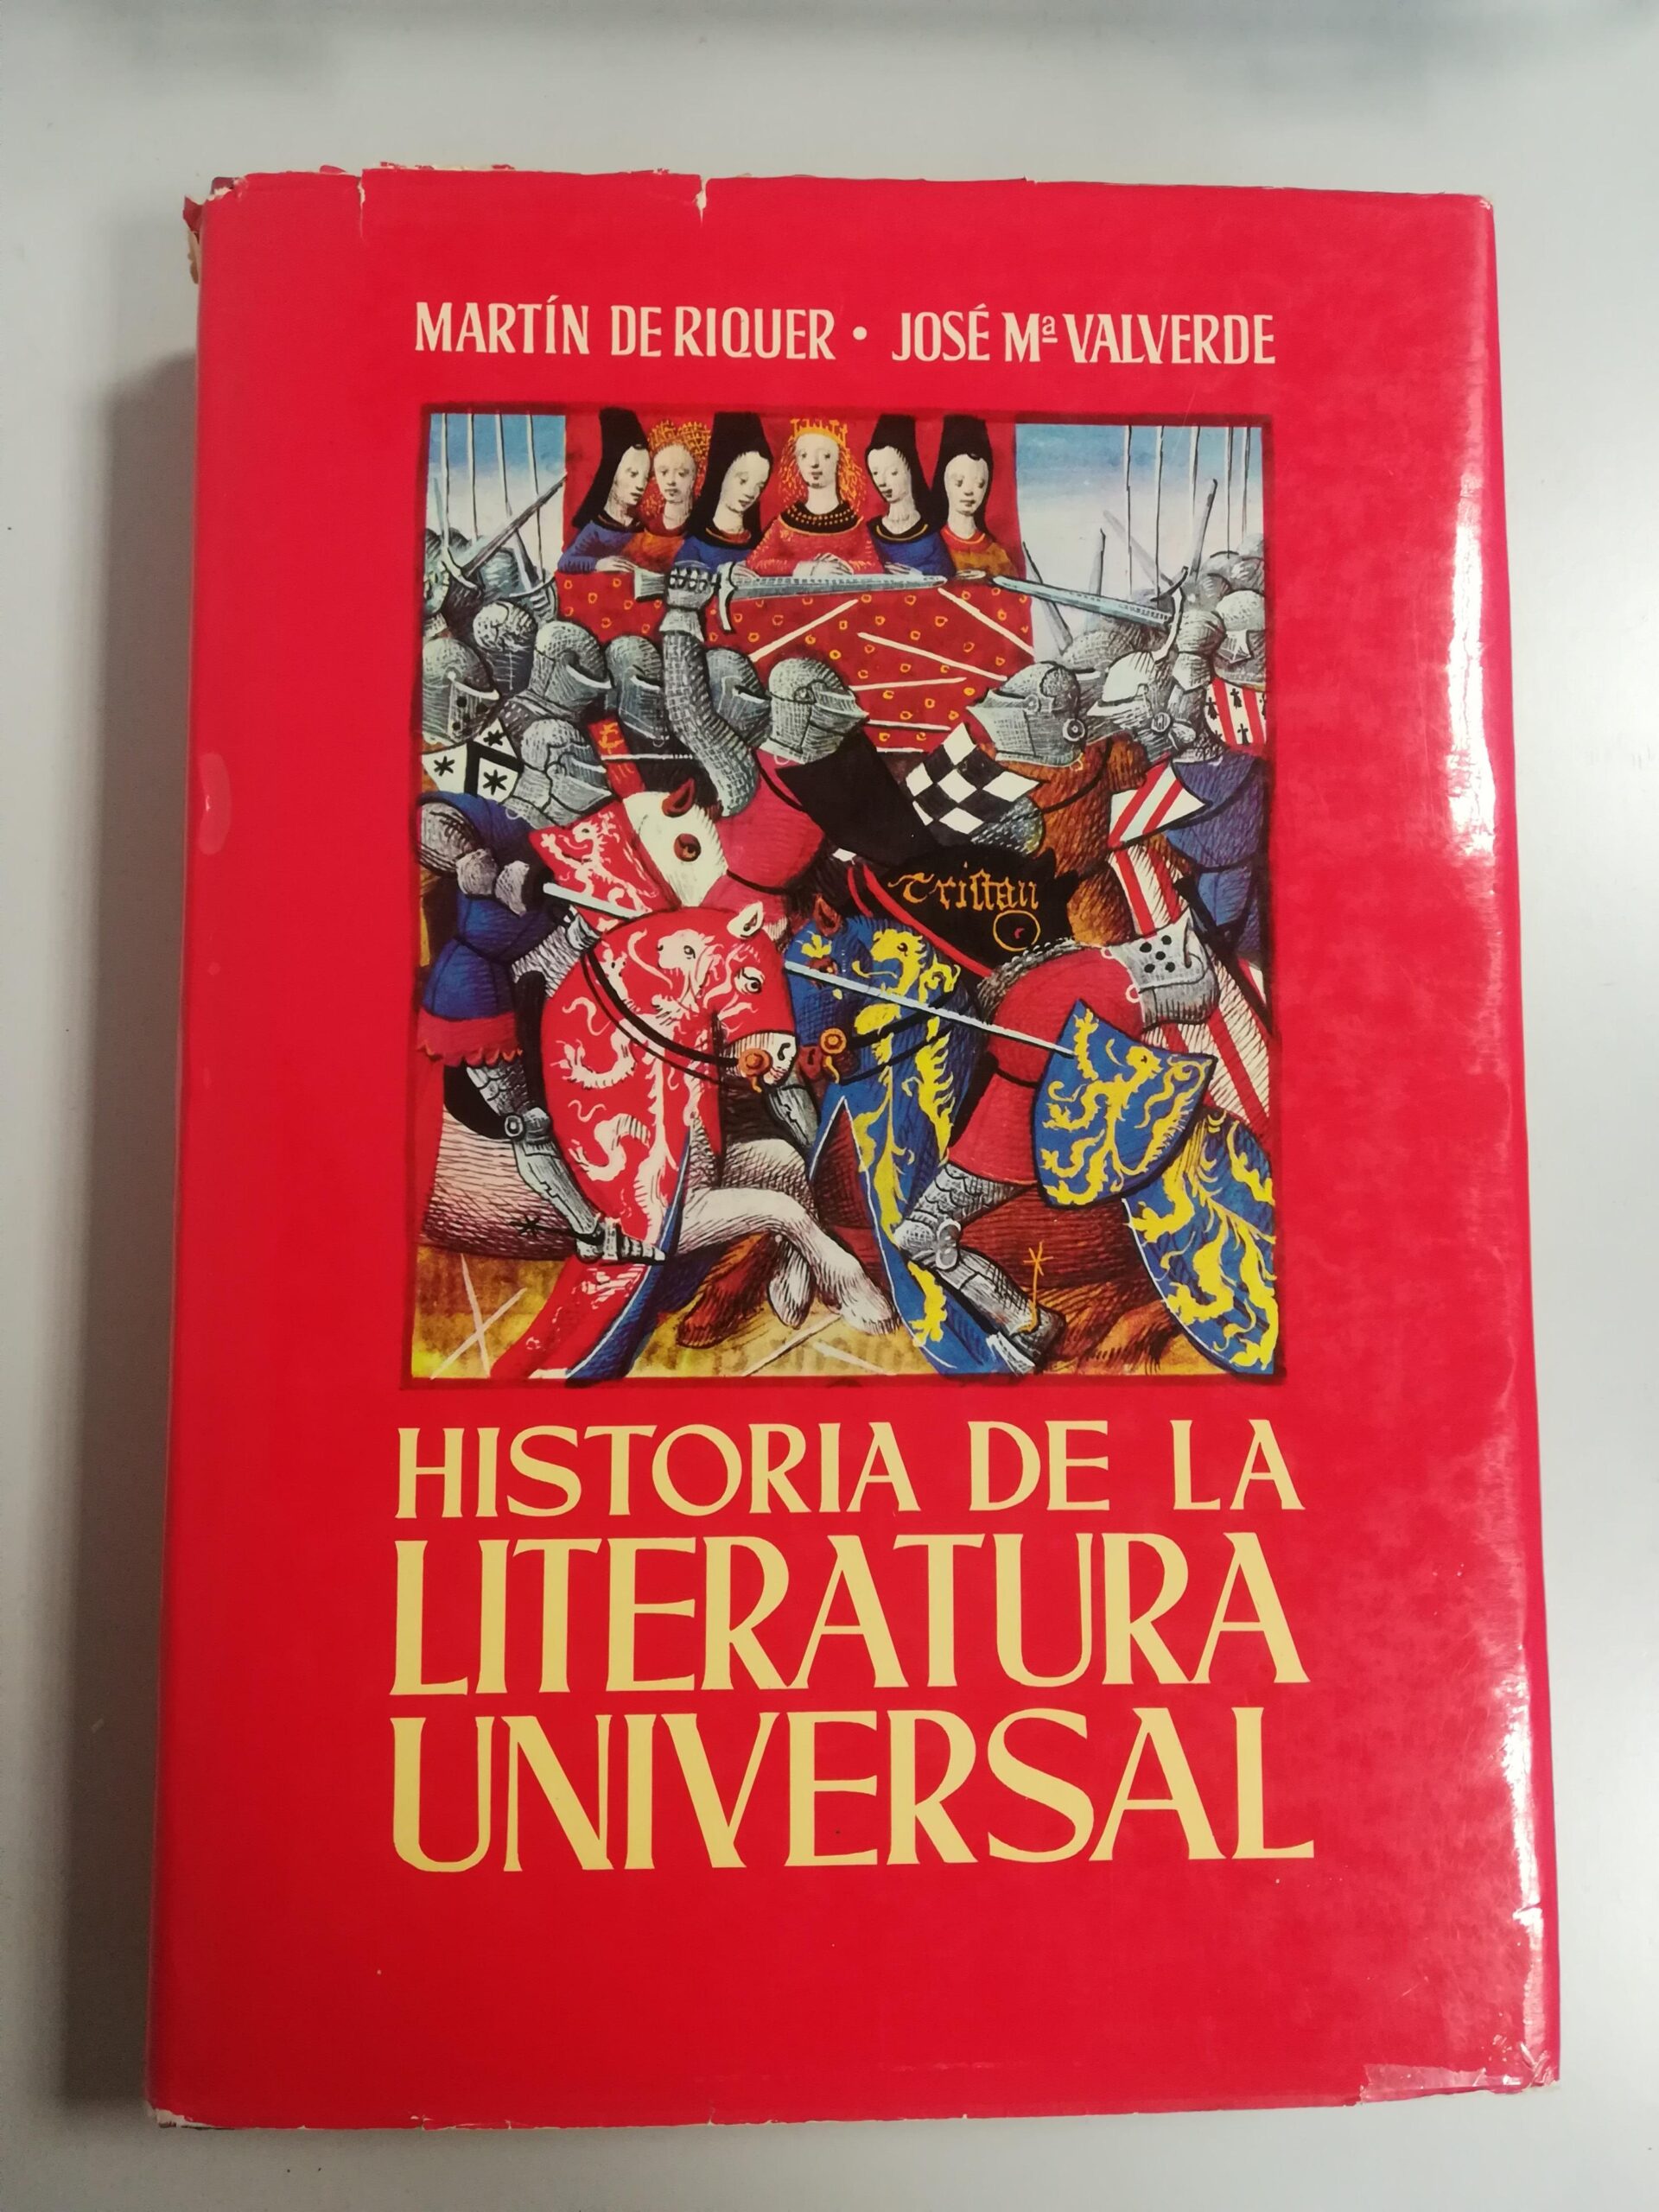 MARTÍN DE RIQUER · JOSÉ Mª VALVERDE
Tristan
HISTORIA DE LA
LITERATURA
UNIVERSAL